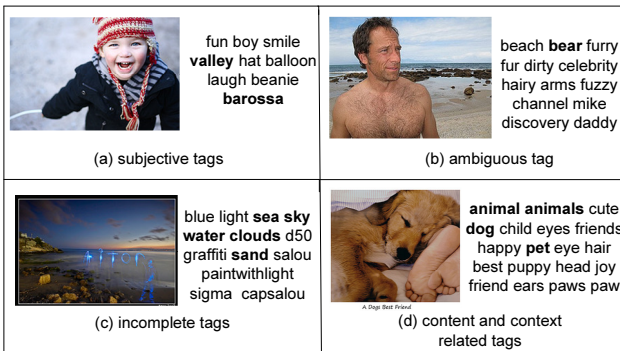 fun boy smile
valley hat balloon
laugh beanie
barossa
(a) subjective tags
beach bear furry
fur dirty celebrity
hairy arms fuzzy
channel mike
discovery daddy
(b) ambiguous tag
blue light sea sky
water clouds d50
graffiti sand salou
paintwithlight
sigma capsalou
(c) incomplete tags
animal animals cute
dog child eyes friends
happy pet eye hair
best puppy head joy
friend ears paws paw
A Dogs Best Friend
(d) content and context
related tags